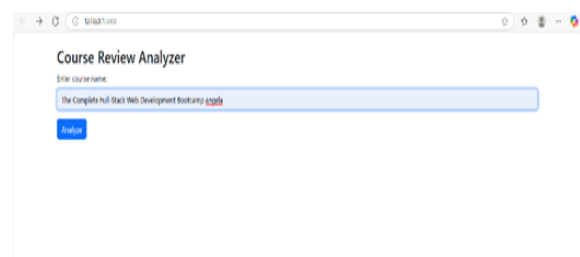 Course Review Analyzer
Enter course name:
The Complete Full-Stack Web Development Bootcamp angela
Analyze